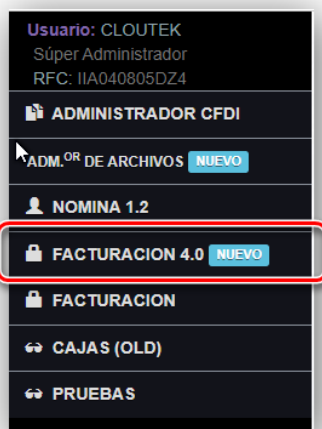 Usuario: CLOUTEK
Súper Administrador
RFC: IIA040805DZ4
ADMINISTRADOR CFDI
ADM.OR DE ARCHIVOS NUEVO
NOMINA 1.2
FACTURACION 4.0 NUEVO
FACTURACION
CAJAS (OLD)
PRUEBAS